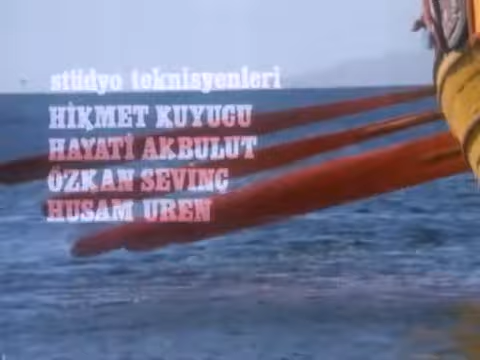 stüdyo teknisyenleri
HİKMET KUYUCU
HAYATİ AKBULUT
ÖZKAN SEVİNÇ
HUSAM UREN